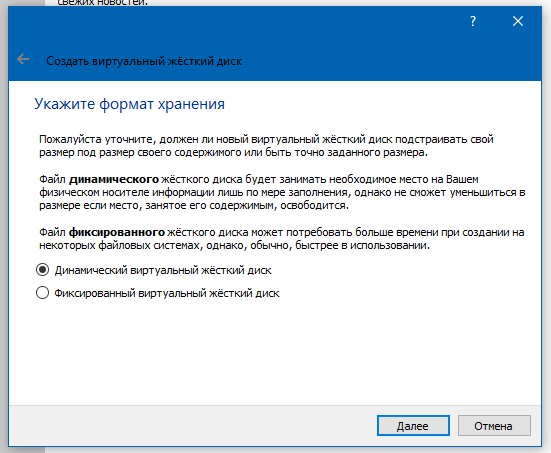 свежих новостей.
?
Создать виртуальный жёсткий диск
Укажите формат хранения
Пожалуйста уточните, должен ли новый виртуальный жёсткий диск подстраивать свой
размер под размер своего содержимого или быть точно заданного размера.
Файл динамического жёсткого диска будет занимать необходимое место на Вашем
физическом носителе информации лишь по мере заполнения, однако не сможет уменьшиться в
размере если место, занятое его содержимым, освободится.
Файл фиксированного жёсткого диска может потребовать больше времени при создании на
некоторых файловых системах, однако, обычно, быстрее в использовании.
Динамический виртуальный жёсткий диск
Фиксированный виртуальный жёсткий диск
Далее
Отмена